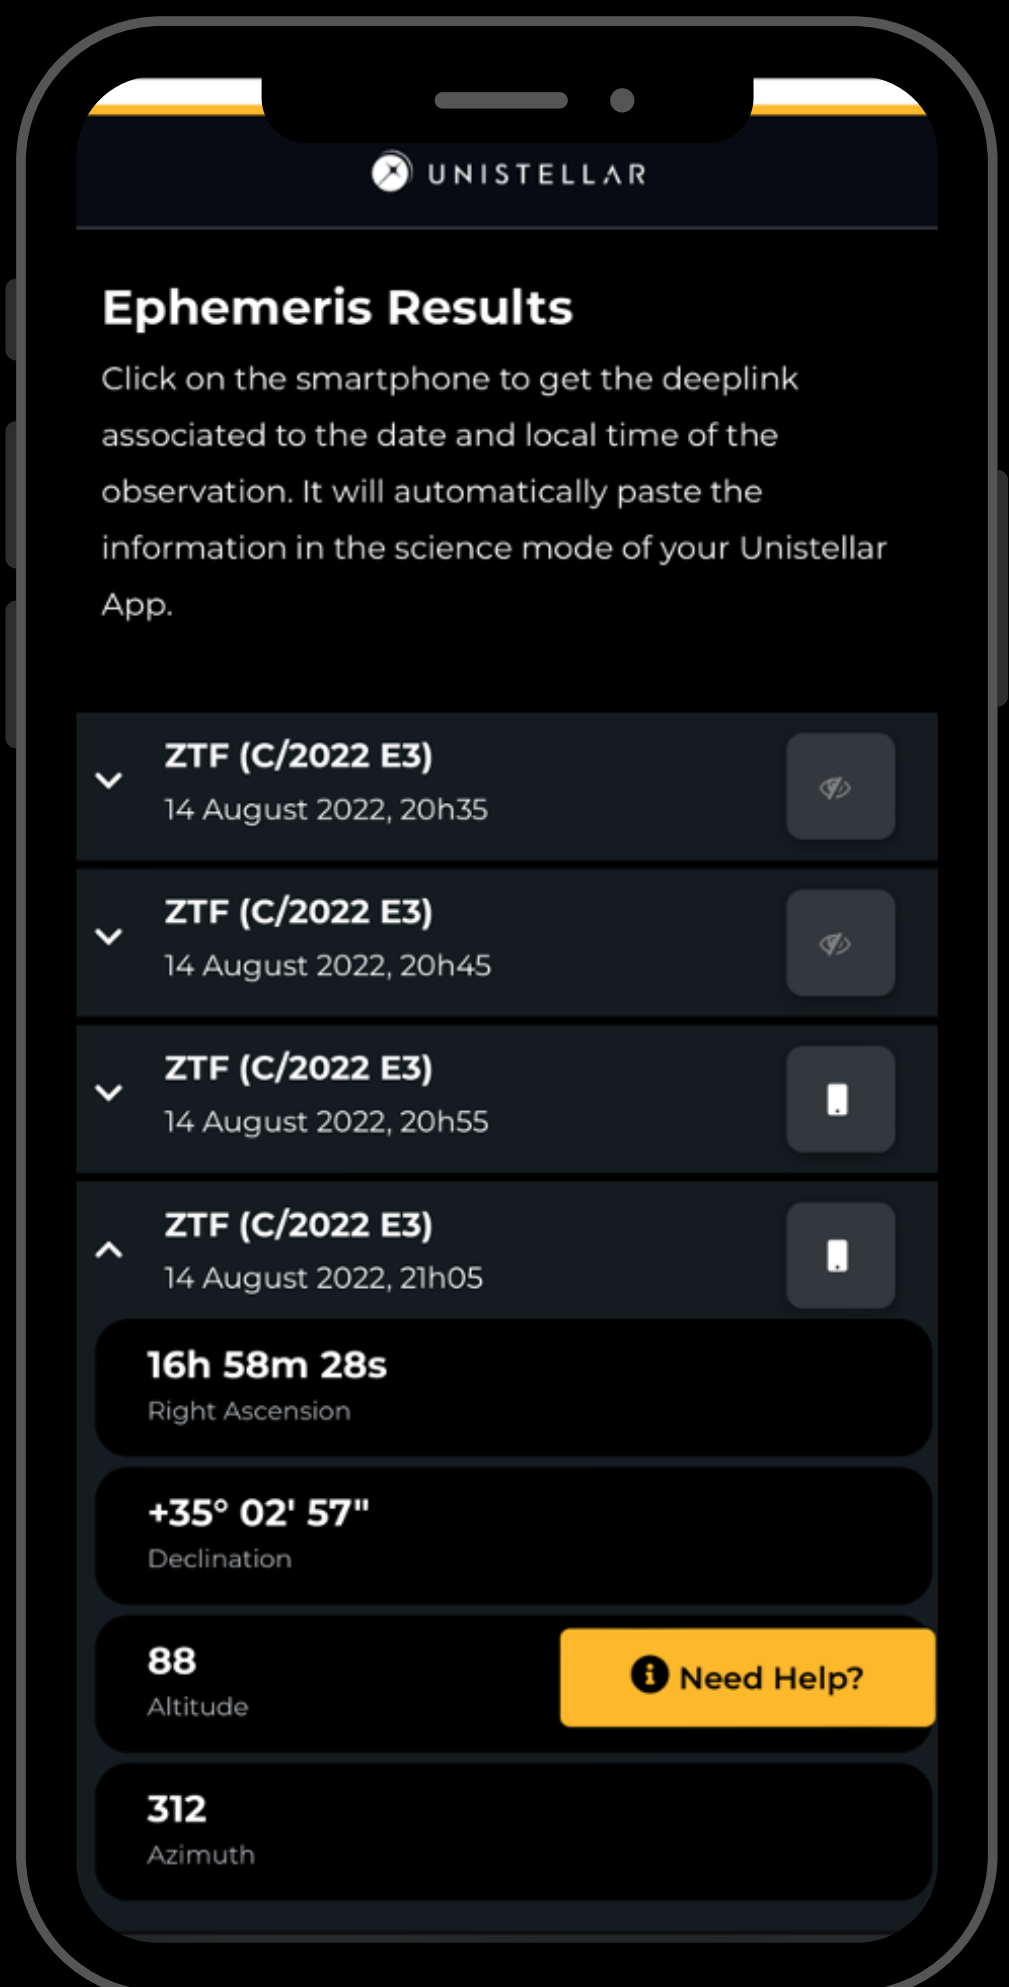 UNISTELLAR
Ephemeris Results
Click on the smartphone to get the deeplink
associated to the date and local time of the
observation. It will automatically paste the
information in the science mode of your Unistellar
App.
ZTF (C/2022 E3)
14 August 2022, 20h35
ZTF (C/2022 E3)
14 August 2022, 20h45
ZTF (C/2022 E3)
14 August 2022, 20h55
ZTF (C/2022 E3)
14 August 2022, 21h05
16h 58m 28s
Right Ascension
+35° 02' 57"
Declination
88
Altitude
Need Help?
312
Azimuth